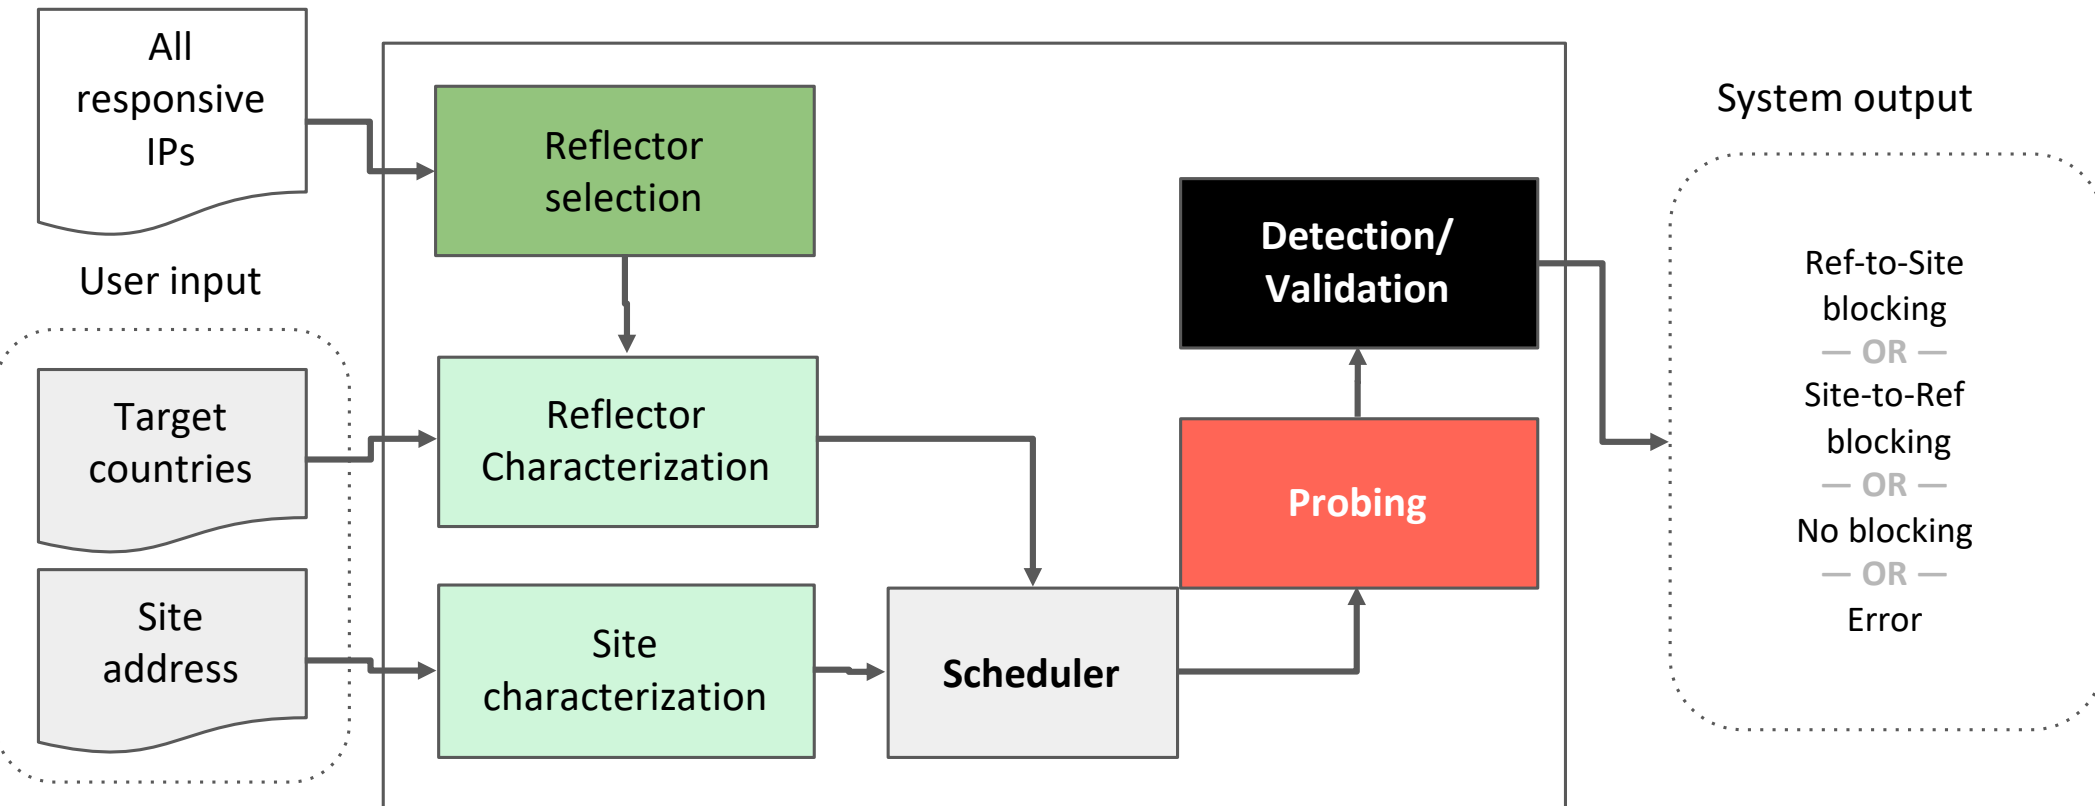 All
responsive
IPs
User input
Target
countries
Site
address
Reflector
selection
Reflector
Characterization
Site
characterization
Scheduler
Detection/
Validation
Probing
System output
Ref-to-Site
blocking
— OR —
Site-to-Ref
blocking
— OR —
No blocking
— OR —
Error